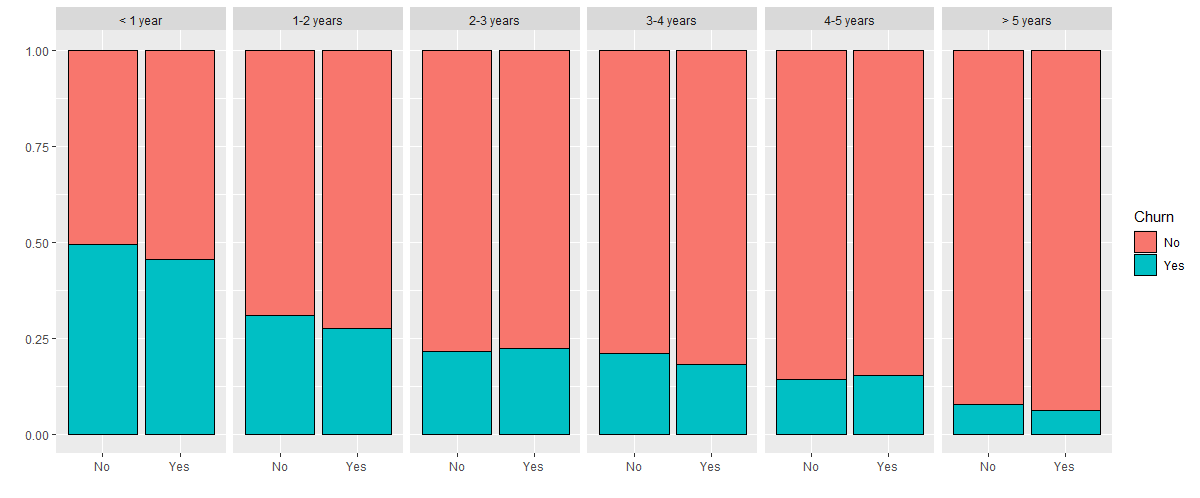 < 1 year
1-2 years
2-3 years
3-4 years
4-5 years
> 5 years
1.00
0.75
0.50
0.25
0.00
No
Yes
No
Yes
No
Yes
No
Yes
No
Yes
No
Yes
Churn
No
Yes